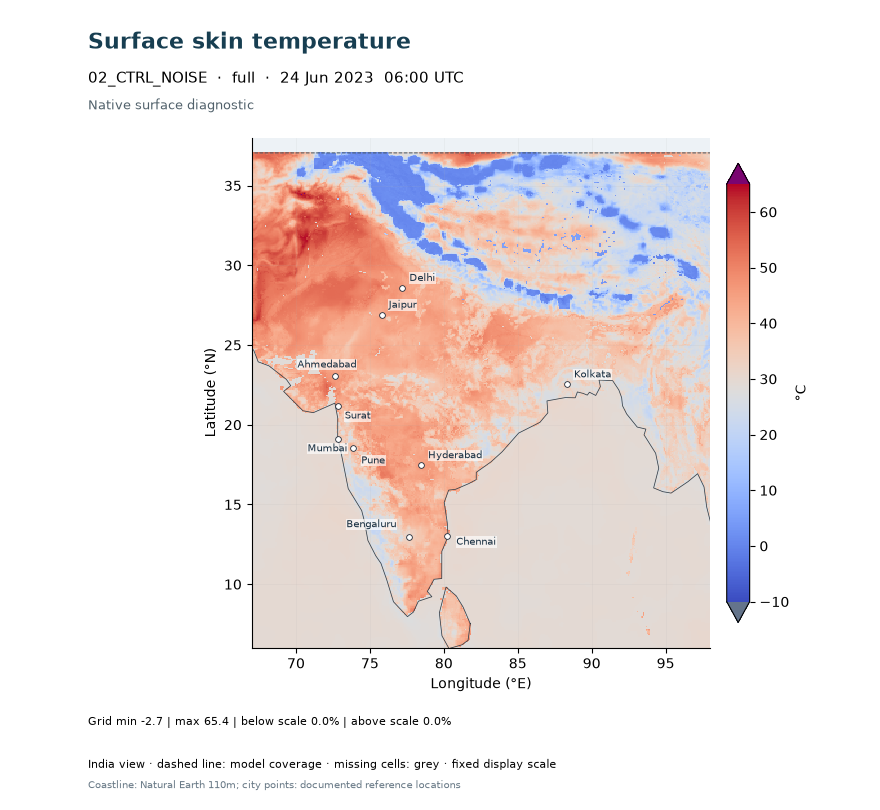 Surface skin temperature
02_CTRL_NOISE · full · 24 Jun 2023 06:00 UTC
Native surface diagnostic
35
30
25
20
15
10
Latitude (°N)
Delhi
Jaipur
Ahmedabad
Kolkata
Surat
Mumbai
Pune
Hyderabad
Bengaluru
Chennai
70
75
80
85
90
95
Longitude (°E)
60
50
40
30
20
10
0
−10
°C
Grid min -2.7 | max 65.4 | below scale 0.0% | above scale 0.0%
India view · dashed line: model coverage · missing cells: grey · fixed display scale
Coastline: Natural Earth 110m; city points: documented reference locations